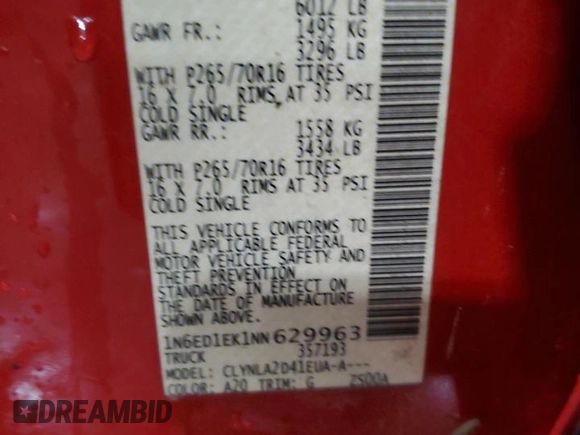 6012 LB
GAWR FR.: 1495 KG
3296 LB
WITH P265/70R16 TIRES
16 X 7.0 RIMS, AT 35 PSI
COLD SINGLE
GAWR RR.: 1558 KG
3434 LB
WITH P265/70R16 TIRES
16 X 7.0 RIMS AT 35 PSI
COLD SINGLE
THIS VEHICLE CONFORMS TO
ALL APPLICABLE FEDERAL
MOTOR VEHICLE SAFETY AND
THEFT PREVENTION
STANDARDS IN EFFECT ON
THE DATE OF MANUFACTURE
SHOWN ABOVE.
1N6ED1EK1NN629963
TRUCK 357193
MODEL: CLYNLA2D41EUA-A---
COLOR: A20 TRIM: G ZS00A
DREAMBID